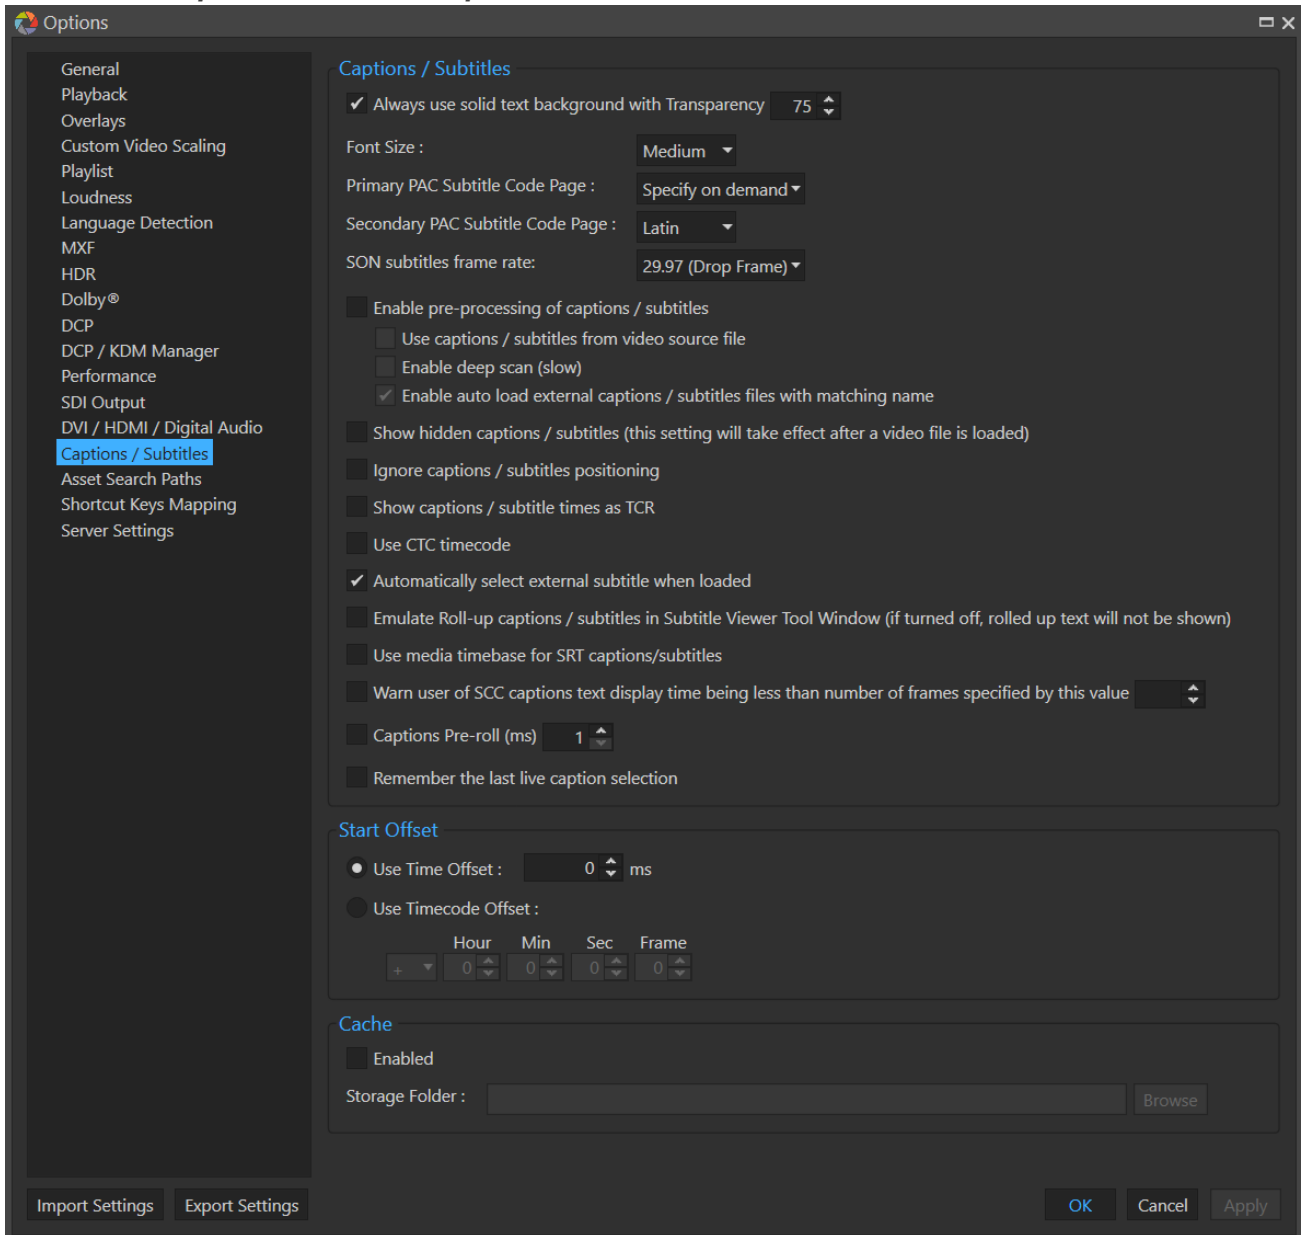 Options
General
Playback
Overlays
Custom Video Scaling
Playlist
Loudness
Language Detection
MXF
HDR
Dolby®
DCP
DCP / KDM Manager
Performance
SDI Output
DVI / HDMI / Digital Audio
Captions / Subtitles
Asset Search Paths
Shortcut Keys Mapping
Server Settings
Captions / Subtitles
Always use solid text background with Transparency 75
Font Size : Medium
Primary PAC Subtitle Code Page : Specify on demand
Secondary PAC Subtitle Code Page : Latin
SON subtitles frame rate: 29.97 (Drop Frame)
Enable pre-processing of captions / subtitles
Use captions / subtitles from video source file
Enable deep scan (slow)
Enable auto load external captions / subtitles files with matching name
Show hidden captions / subtitles (this setting will take effect after a video file is loaded)
Ignore captions / subtitles positioning
Show captions / subtitle times as TCR
Use CTC timecode
Automatically select external subtitle when loaded
Emulate Roll-up captions / subtitles in Subtitle Viewer Tool Window (if turned off, rolled up text will not be shown)
Use media timebase for SRT captions/subtitles
Warn user of SCC captions text display time being less than number of frames specified by this value
Captions Pre-roll (ms) 1
Remember the last live caption selection
Start Offset
Use Time Offset : 0 ms
Use Timecode Offset :
Hour Min Sec Frame
+ 0 0 0 0
Cache
Enabled
Storage Folder : Browse
Import Settings Export Settings OK Cancel Apply